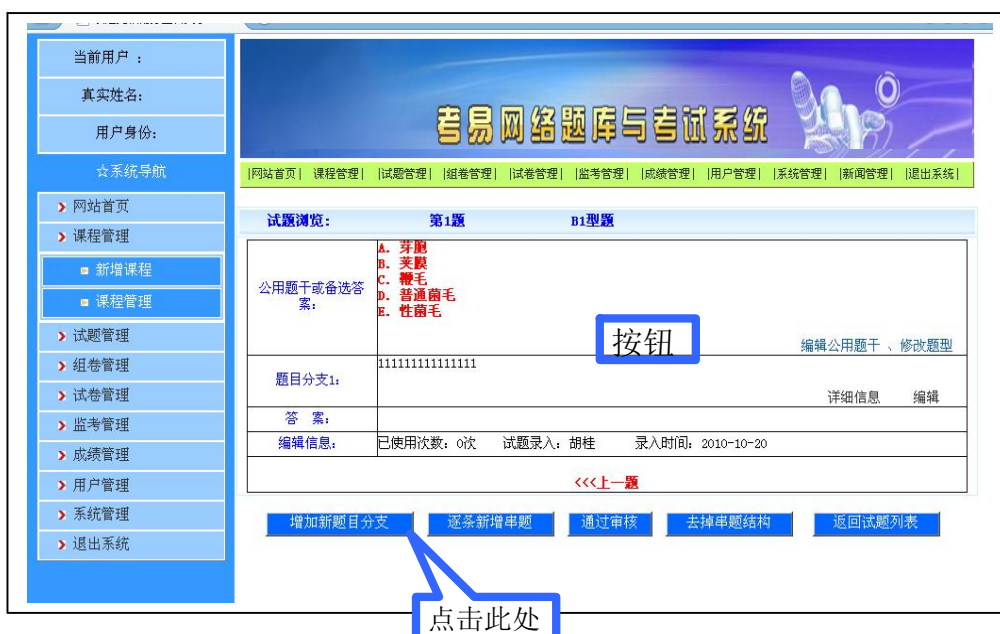 当前用户 :
真实姓名:
用户身份:
☆系统导航
网站首页
课程管理
新增课程
课程管理
试题管理
组卷管理
试卷管理
监考管理
成绩管理
用户管理
系统管理
退出系统
考易网络题库与考试系统
|网站首页| 课程管理| |试题管理| |组卷管理| |试卷管理| |监考管理| |成绩管理| |用户管理| |系统管理| |新闻管理| |退出系统|
试题浏览: 第1题 B1型题
公用题干或备选答案:
A. 芽胞
B. 荚膜
C. 鞭毛
D. 普通菌毛
E. 性菌毛
按钮
编辑公用题干 、修改题型
题目分支1:
111111111111111
详细信息 编辑
答 案:
编辑信息: 已使用次数: 0次 试题录入: 胡桂 录入时间: 2010-10-20
<<<上一题
增加新题目分支 逐条新增串题 通过审核 去掉串题结构 返回试题列表
点击此处